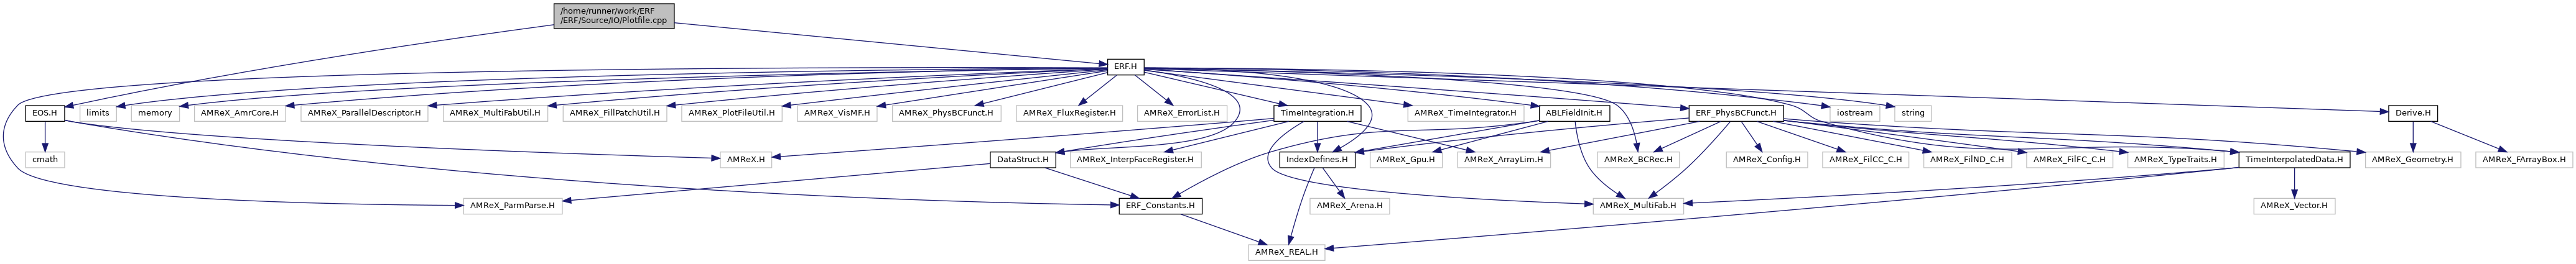 /home/runner/work/ERF
/ERF/Source/IO/Plotfile.cpp
ERF.H
EOS.H
limits
memory
AMReX_AmrCore.H
AMReX_ParallelDescriptor.H
AMReX_MultiFabUtil.H
AMReX_FillPatchUtil.H
AMReX_PlotFileUtil.H
AMReX_VisMF.H
AMReX_PhysBCFunct.H
AMReX_FluxRegister.H
AMReX_ErrorList.H
TimeIntegration.H
AMReX_TimeIntegrator.H
ABLFieldInit.H
ERF_PhysBCFunct.H
iostream
string
Derive.H
cmath
AMReX.H
DataStruct.H
AMReX_InterpFaceRegister.H
IndexDefines.H
AMReX_Gpu.H
AMReX_ArrayLim.H
AMReX_BCRec.H
AMReX_Config.H
AMReX_FilCC_C.H
AMReX_FilND_C.H
AMReX_FilFC_C.H
AMReX_TypeTraits.H
TimeInterpolatedData.H
AMReX_Geometry.H
AMReX_FArrayBox.H
AMReX_ParmParse.H
ERF_Constants.H
AMReX_Arena.H
AMReX_MultiFab.H
AMReX_Vector.H
AMReX_REAL.H